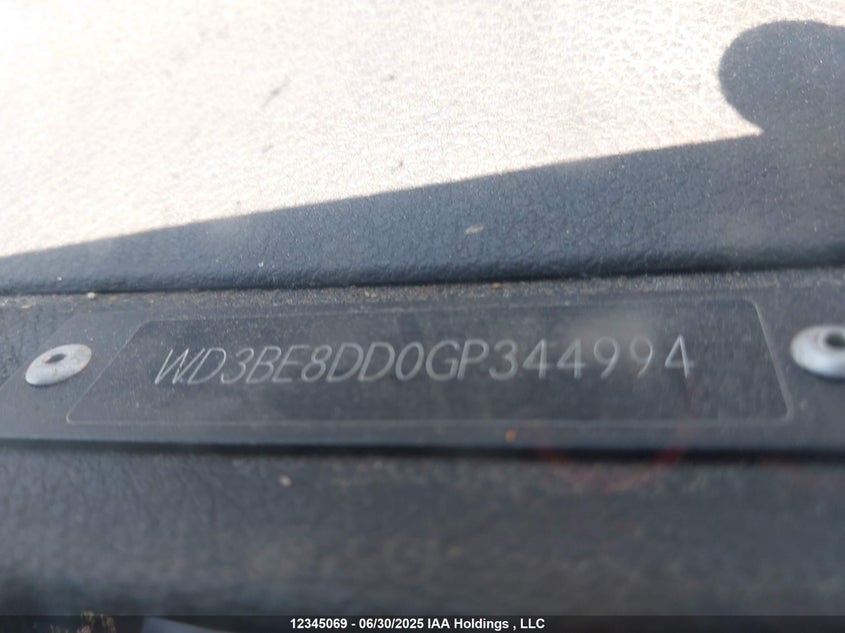 WD3BE8DD0GP344994
12345069 - 06/30/2025 IAA Holdings , LLC